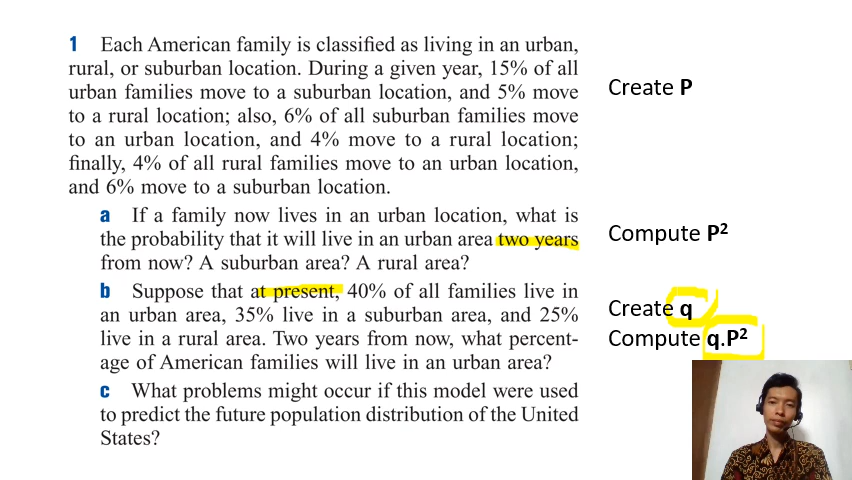 1 Each American family is classified as living in an urban,
rural, or suburban location. During a given year, 15% of all
urban families move to a suburban location, and 5% move
to a rural location; also, 6% of all suburban families move
to an urban location, and 4% move to a rural location;
finally, 4% of all rural families move to an urban location,
and 6% move to a suburban location.
a If a family now lives in an urban location, what is
the probability that it will live in an urban area two years
from now? A suburban area? A rural area?
b Suppose that at present, 40% of all families live in
an urban area, 35% live in a suburban area, and 25%
live in a rural area. Two years from now, what percent-
age of American families will live in an urban area?
c What problems might occur if this model were used
to predict the future population distribution of the United
States?
Create P
Compute P²
Create q
Compute q.P²